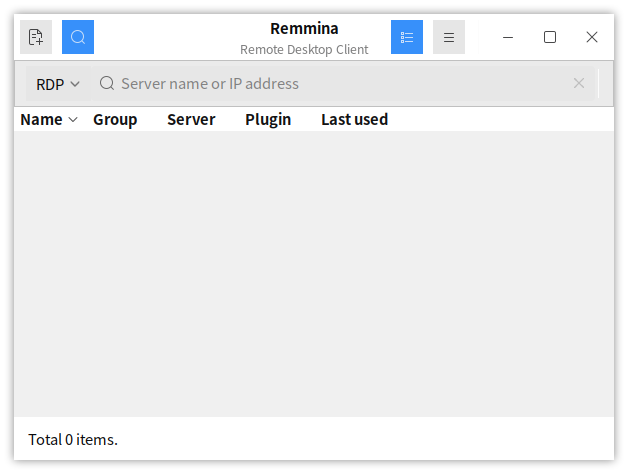 Remmina
Remote Desktop Client
RDP Server name or IP address
Name Group Server Plugin Last used
Total 0 items.